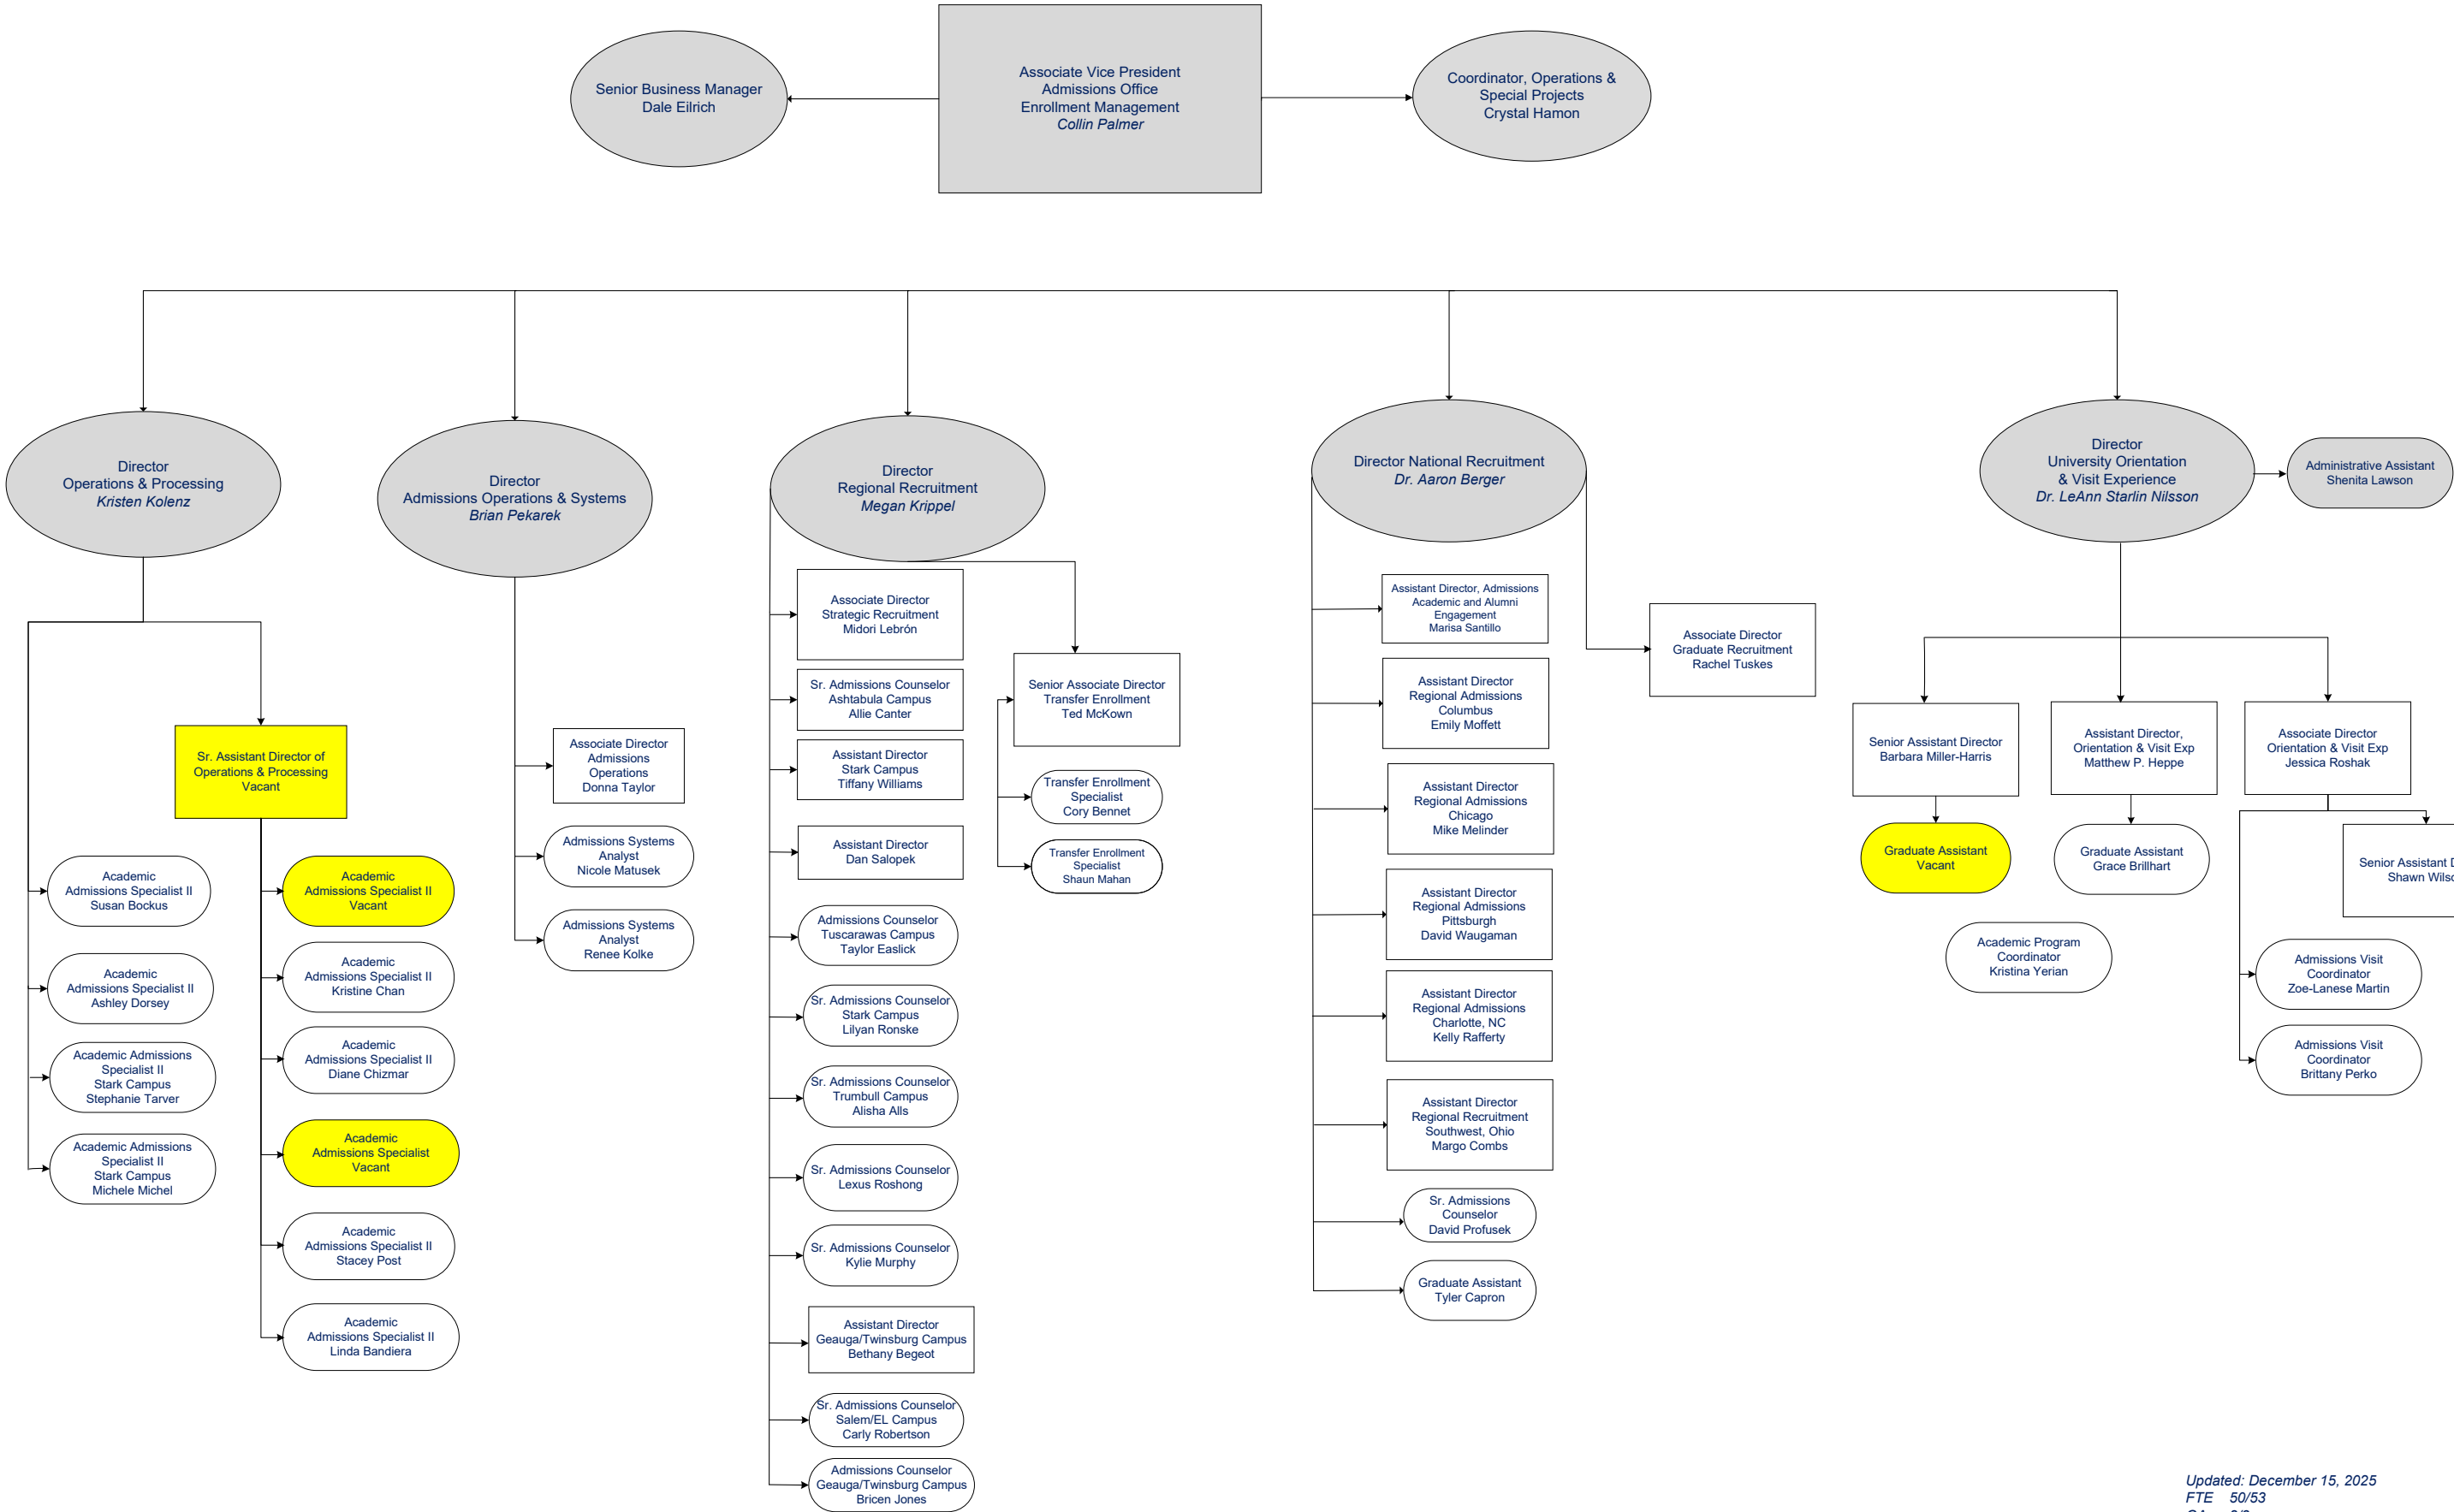 Senior Business Manager
Dale Eilrich
Associate Vice President
Admissions Office
Enrollment Management
Collin Palmer
Coordinator, Operations &
Special Projects
Crystal Hamon
Director
Operations & Processing
Kristen Kolenz
Director
Admissions Operations & Systems
Brian Pekarek
Director
Regional Recruitment
Megan Krippel
Director National Recruitment
Dr. Aaron Berger
Director
University Orientation
& Visit Experience
Dr. LeAnn Starlin Nilsson
Administrative Assistant
Shenita Lawson
Sr. Assistant Director of
Operations & Processing
Vacant
Academic
Admissions Specialist II
Susan Bockus
Academic
Admissions Specialist II
Ashley Dorsey
Academic Admissions
Specialist II
Stark Campus
Stephanie Tarver
Academic Admissions
Specialist II
Stark Campus
Michele Michel
Academic
Admissions Specialist II
Vacant
Academic
Admissions Specialist II
Kristine Chan
Academic
Admissions Specialist II
Diane Chizmar
Academic
Admissions Specialist
Vacant
Academic
Admissions Specialist II
Stacey Post
Academic
Admissions Specialist II
Linda Bandiera
Associate Director
Admissions
Operations
Donna Taylor
Admissions Systems
Analyst
Nicole Matusek
Admissions Systems
Analyst
Renee Kolke
Associate Director
Strategic Recruitment
Midori Lebrón
Sr. Admissions Counselor
Ashtabula Campus
Allie Canter
Assistant Director
Stark Campus
Tiffany Williams
Assistant Director
Dan Salopek
Admissions Counselor
Tuscarawas Campus
Taylor Easlick
Sr. Admissions Counselor
Stark Campus
Lilyan Ronske
Sr. Admissions Counselor
Trumbull Campus
Alisha Alls
Sr. Admissions Counselor
Lexus Roshong
Sr. Admissions Counselor
Kylie Murphy
Assistant Director
Geauga/Twinsburg Campus
Bethany Begeot
Sr. Admissions Counselor
Salem/EL Campus
Carly Robertson
Admissions Counselor
Geauga/Twinsburg Campus
Bricen Jones
Senior Associate Director
Transfer Enrollment
Ted McKown
Transfer Enrollment
Specialist
Cory Bennet
Transfer Enrollment
Specialist
Shaun Mahan
Assistant Director, Admissions
Academic and Alumni
Engagement
Marisa Santillo
Assistant Director
Regional Admissions
Columbus
Emily Moffett
Assistant Director
Regional Admissions
Chicago
Mike Melinder
Assistant Director
Regional Admissions
Pittsburgh
David Waugaman
Assistant Director
Regional Admissions
Charlotte, NC
Kelly Rafferty
Assistant Director
Regional Recruitment
Southwest, Ohio
Margo Combs
Sr. Admissions
Counselor
David Profusek
Graduate Assistant
Tyler Capron
Associate Director
Graduate Recruitment
Rachel Tuskes
Senior Assistant Director
Barbara Miller-Harris
Assistant Director,
Orientation & Visit Exp
Matthew P. Heppe
Associate Director
Orientation & Visit Exp
Jessica Roshak
Graduate Assistant
Vacant
Graduate Assistant
Grace Brillhart
Senior Assistant
Shawn
Academic Program
Coordinator
Kristina Yerian
Admissions Visit
Coordinator
Zoe-Lanese Martin
Admissions Visit
Coordinator
Brittany Perko
Updated: December 15, 2025
FTE 50/53